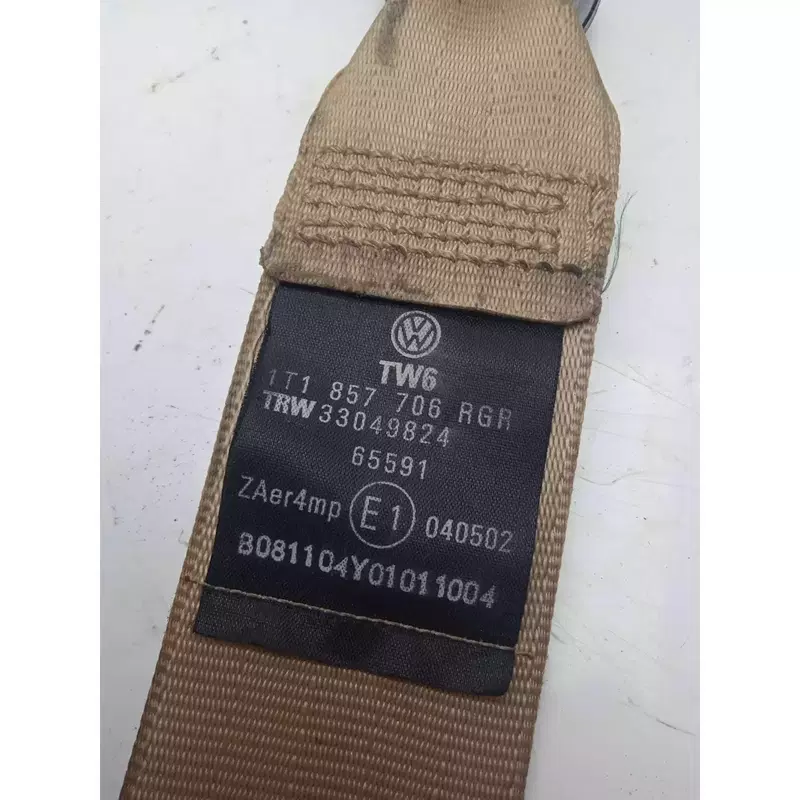 TW6
1T1 857 706 RGR
TRW 33049824
65591
ZAer4mp E1 040502
B081104Y01011004